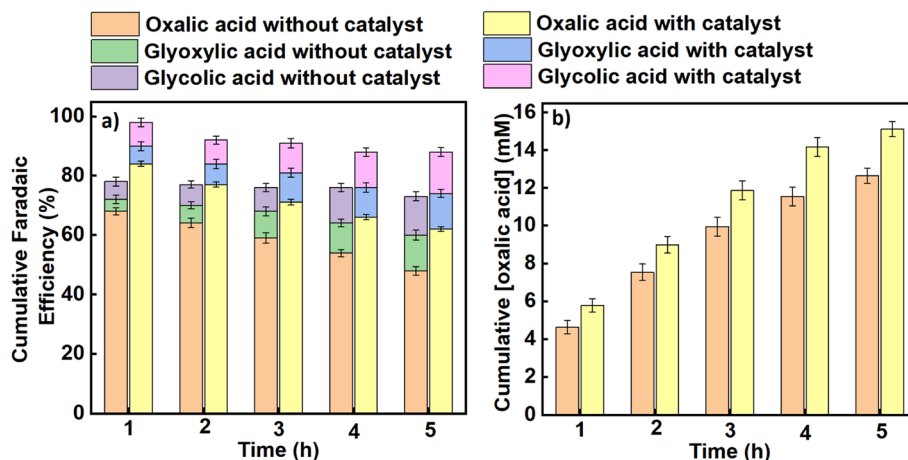 Oxalic acid without catalyst
Glyoxylic acid without catalyst
Glycolic acid without catalyst
Oxalic acid with catalyst
Glyoxylic acid with catalyst
Glycolic acid with catalyst
a)
Cumulative Faradaic
Efficiency (%)
100
80
60
40
20
0
1 2 3 4 5
Time (h)
b)
Cumulative [oxalic acid] (mM)
16
14
12
10
8
6
4
2
0
1 2 3 4 5
Time (h)